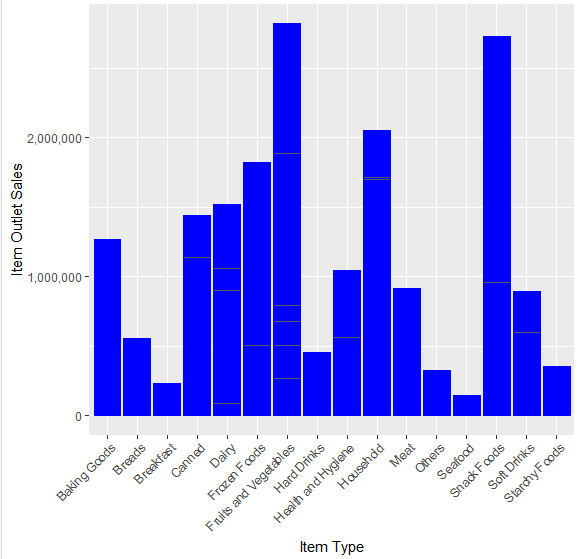 Item Outlet Sales
2,000,000
1,000,000
0
Baking Goods
Breads
Breakfast
Canned
Dairy
Frozen Foods
Fruits and Vegetables
Hard Drinks
Health and Hygiene
Household
Meat
Others
Seafood
Snack Foods
Soft Drinks
Starchy Foods
Item Type